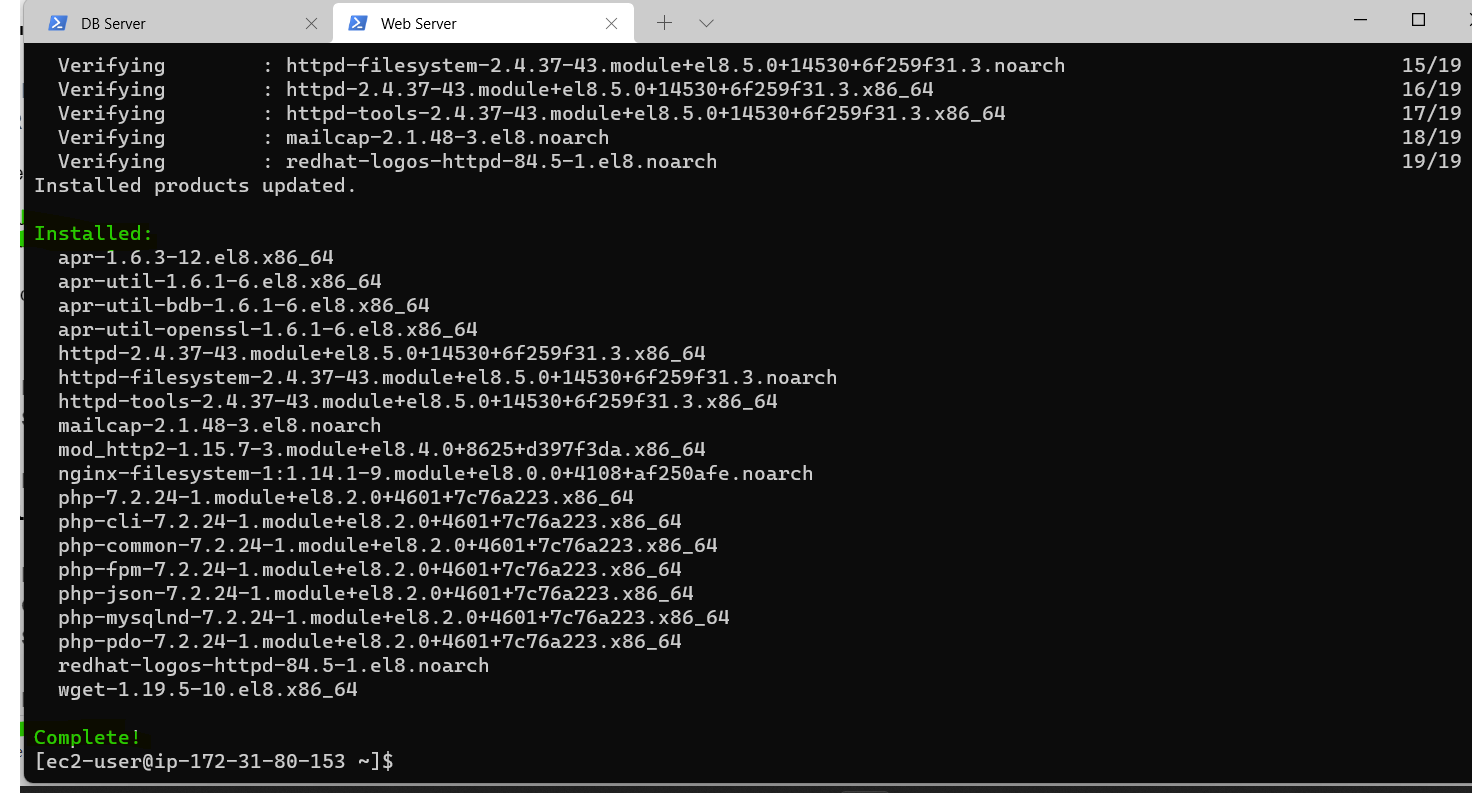 DB Server
Web Server
Verifying : httpd-filesystem-2.4.37-43.module+el8.5.0+14530+6f259f31.3.noarch 15/19
Verifying : httpd-2.4.37-43.module+el8.5.0+14530+6f259f31.3.x86_64 16/19
Verifying : httpd-tools-2.4.37-43.module+el8.5.0+14530+6f259f31.3.x86_64 17/19
Verifying : mailcap-2.1.48-3.el8.noarch 18/19
Verifying : redhat-logos-httpd-84.5-1.el8.noarch 19/19
Installed products updated.
Installed:
apr-1.6.3-12.el8.x86_64
apr-util-1.6.1-6.el8.x86_64
apr-util-bdb-1.6.1-6.el8.x86_64
apr-util-openssl-1.6.1-6.el8.x86_64
httpd-2.4.37-43.module+el8.5.0+14530+6f259f31.3.x86_64
httpd-filesystem-2.4.37-43.module+el8.5.0+14530+6f259f31.3.noarch
httpd-tools-2.4.37-43.module+el8.5.0+14530+6f259f31.3.x86_64
mailcap-2.1.48-3.el8.noarch
mod_http2-1.15.7-3.module+el8.4.0+8625+d397f3da.x86_64
nginx-filesystem-1:1.14.1-9.module+el8.0.0+4108+af250afe.noarch
php-7.2.24-1.module+el8.2.0+4601+7c76a223.x86_64
php-cli-7.2.24-1.module+el8.2.0+4601+7c76a223.x86_64
php-common-7.2.24-1.module+el8.2.0+4601+7c76a223.x86_64
php-fpm-7.2.24-1.module+el8.2.0+4601+7c76a223.x86_64
php-json-7.2.24-1.module+el8.2.0+4601+7c76a223.x86_64
php-mysqlnd-7.2.24-1.module+el8.2.0+4601+7c76a223.x86_64
php-pdo-7.2.24-1.module+el8.2.0+4601+7c76a223.x86_64
redhat-logos-httpd-84.5-1.el8.noarch
wget-1.19.5-10.el8.x86_64
Complete!
[ec2-user@ip-172-31-80-153 ~]$